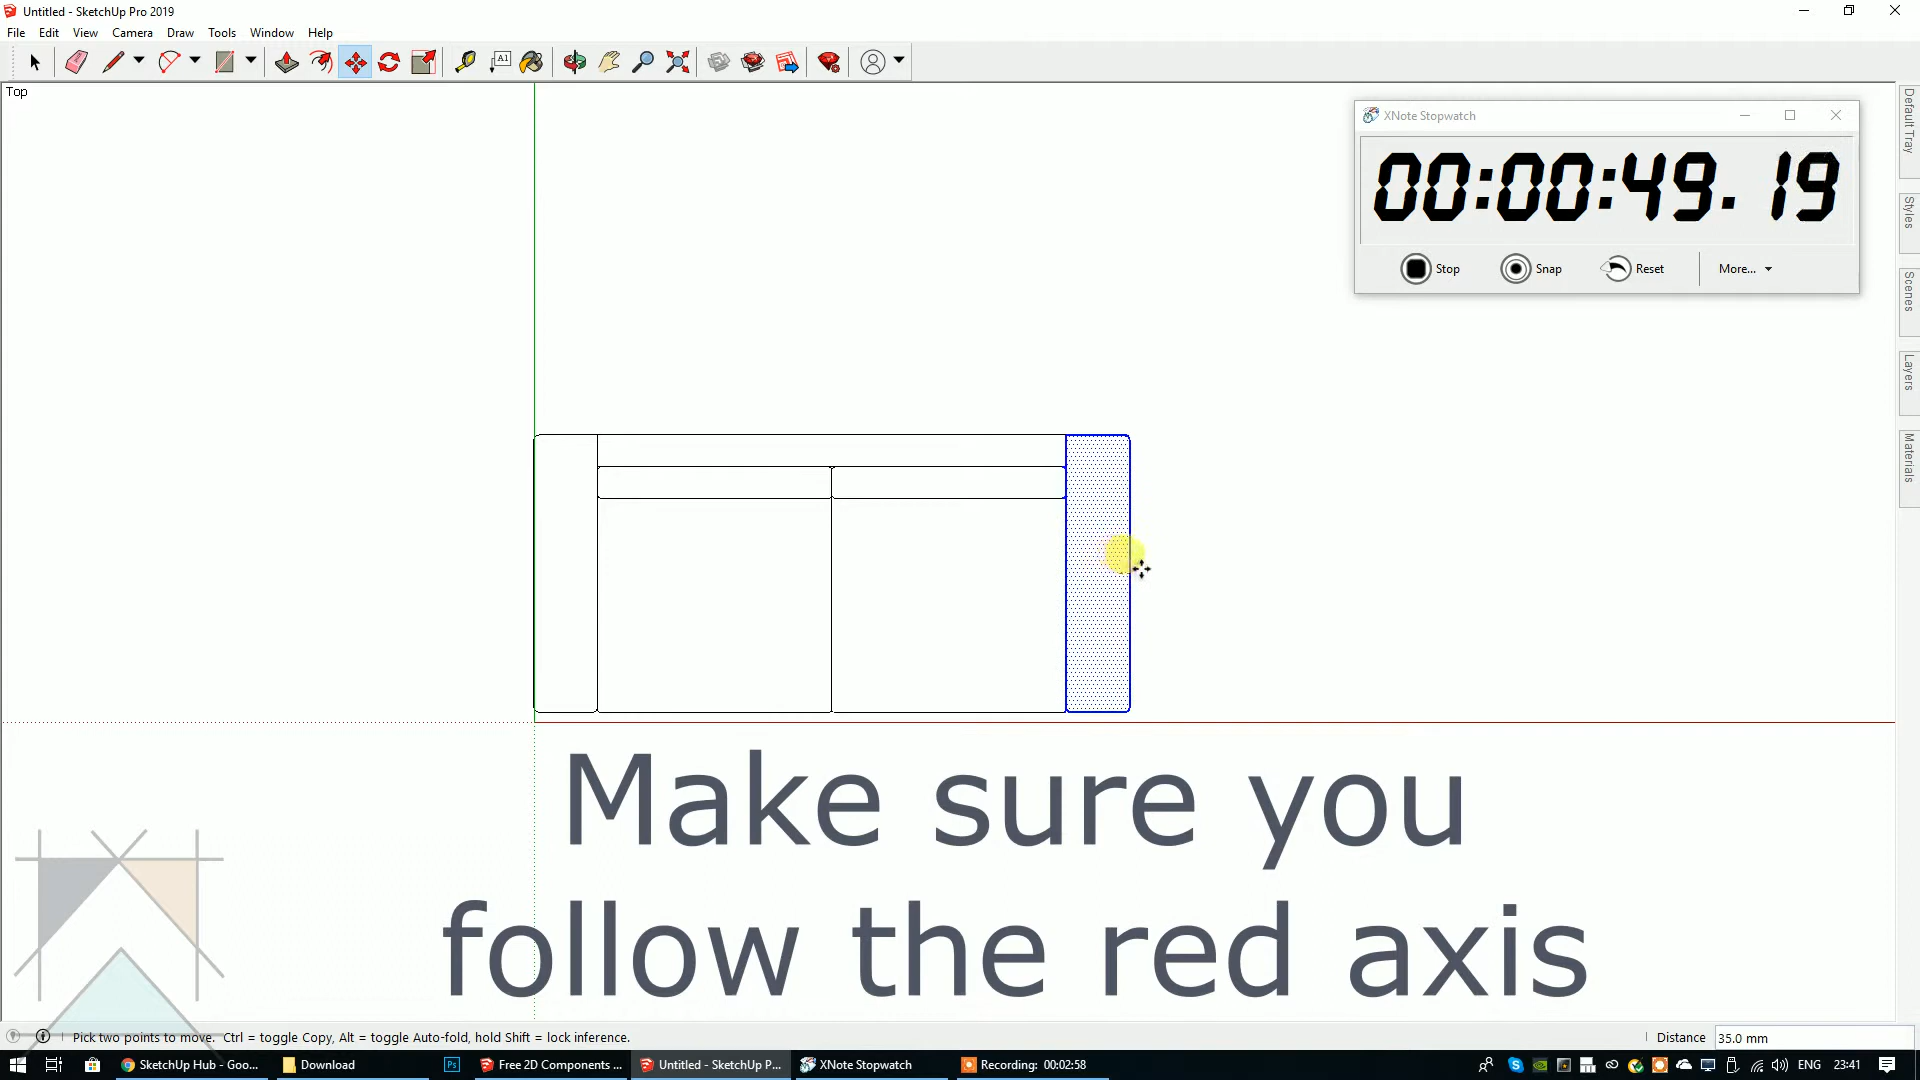 Untitled - SketchUp Pro 2019
File Edit View Camera Draw Tools Window Help
A1
Top
XNote Stopwatch
00:00:49.19
Stop Snap Reset More...
Default Tray
Styles
Scenes
Layers
Materials
Make sure you
follow the red axis
Pick two points to move. Ctrl = toggle Copy, Alt = toggle Auto-fold, hold Shift = lock inference.
Distance 35.0 mm
SketchUp Hub - Goo... Download Ps Free 2D Components ... Untitled - SketchUp P... XNote Stopwatch Recording: 00:02:58 ENG 23:41